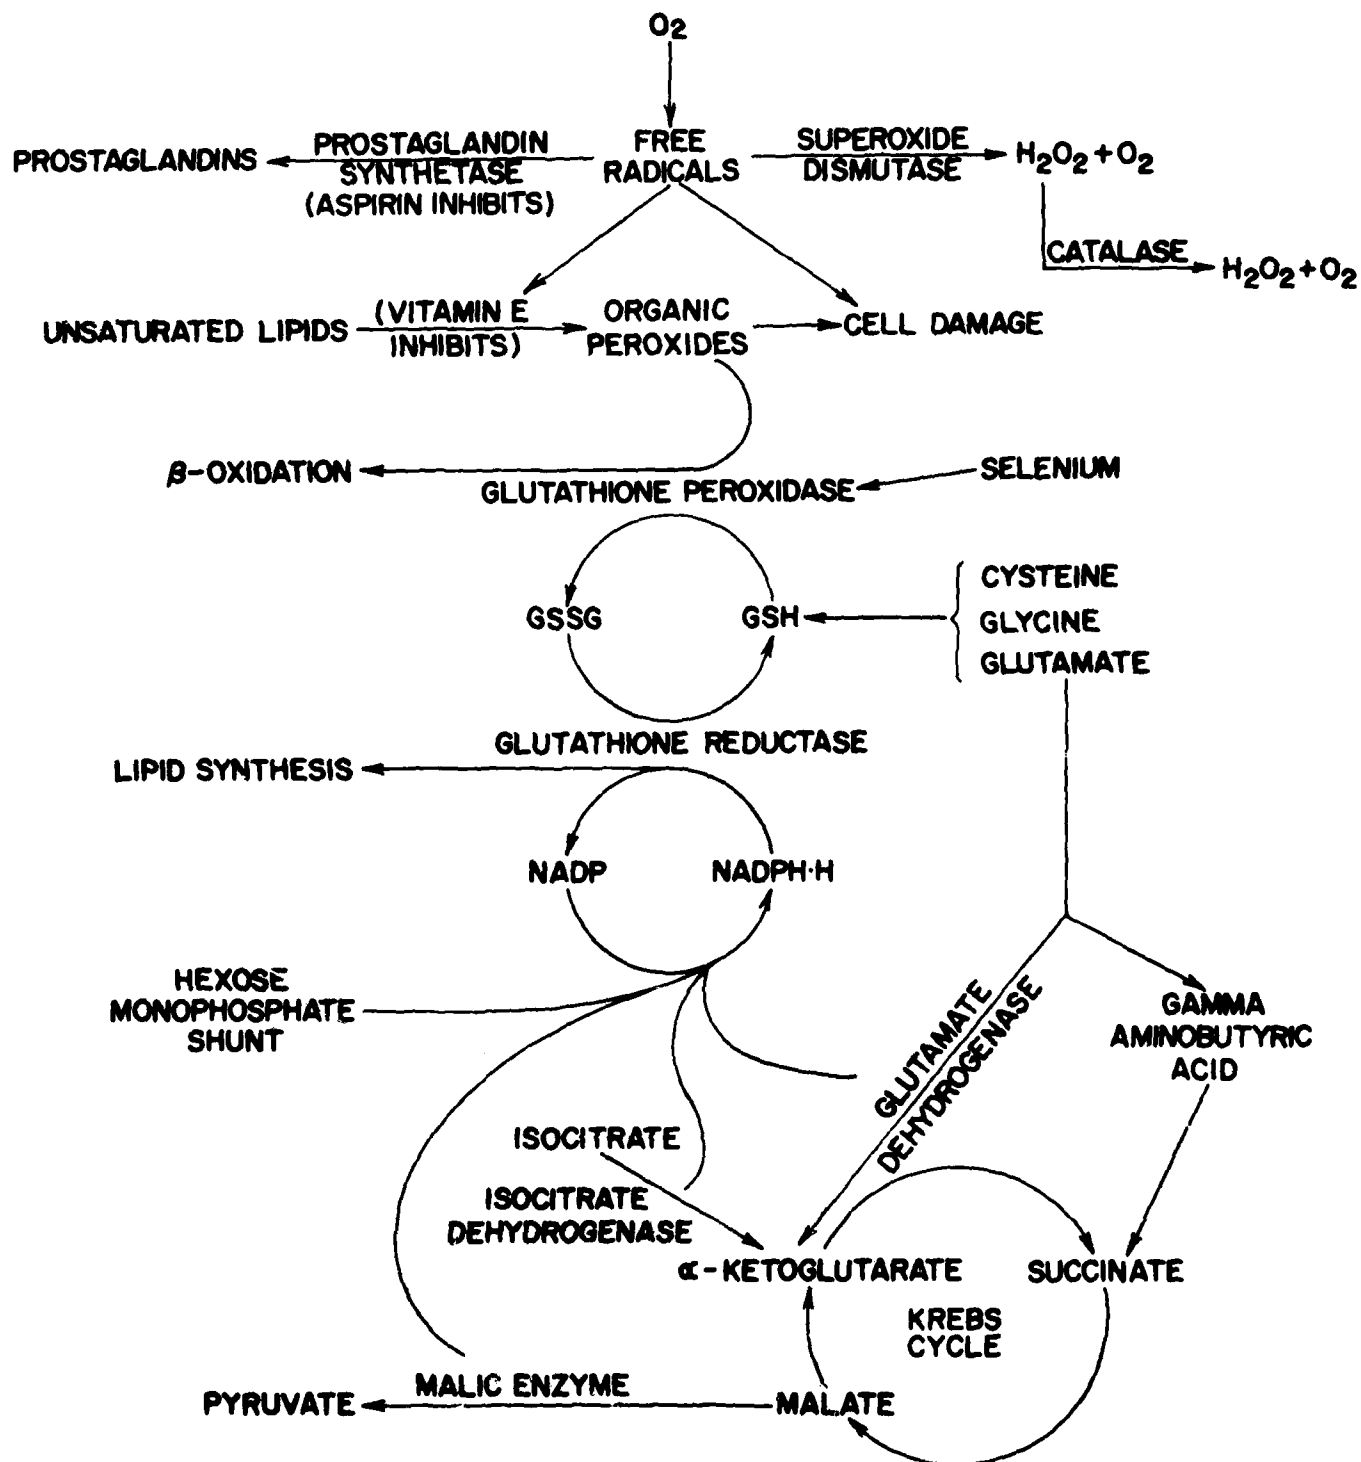 O2
PROSTAGLANDINS
PROSTAGLANDIN
SYNTHETASE
(ASPIRIN INHIBITS)
FREE
RADICALS
SUPEROXIDE
DISMUTASE
H2O2+O2
CATALASE
H2O2+O2
UNSATURATED LIPIDS
(VITAMIN E
INHIBITS)
ORGANIC
PEROXIDES
CELL DAMAGE
β-OXIDATION
SELENIUM
GLUTATHIONE PEROXIDASE
GSSG
GSH
CYSTEINE
GLYCINE
GLUTAMATE
GLUTATHIONE REDUCTASE
LIPID SYNTHESIS
NADP
NADPH·H
HEXOSE
MONOPHOSPHATE
SHUNT
GLUTAMATE
DEHYDROGENASE
GAMMA
AMINOBUTYRIC
ACID
ISOCITRATE
ISOCITRATE
DEHYDROGENASE
α-KETOGLUTARATE
SUCCINATE
KREBS
CYCLE
PYRUVATE
MALIC ENZYME
MALATE